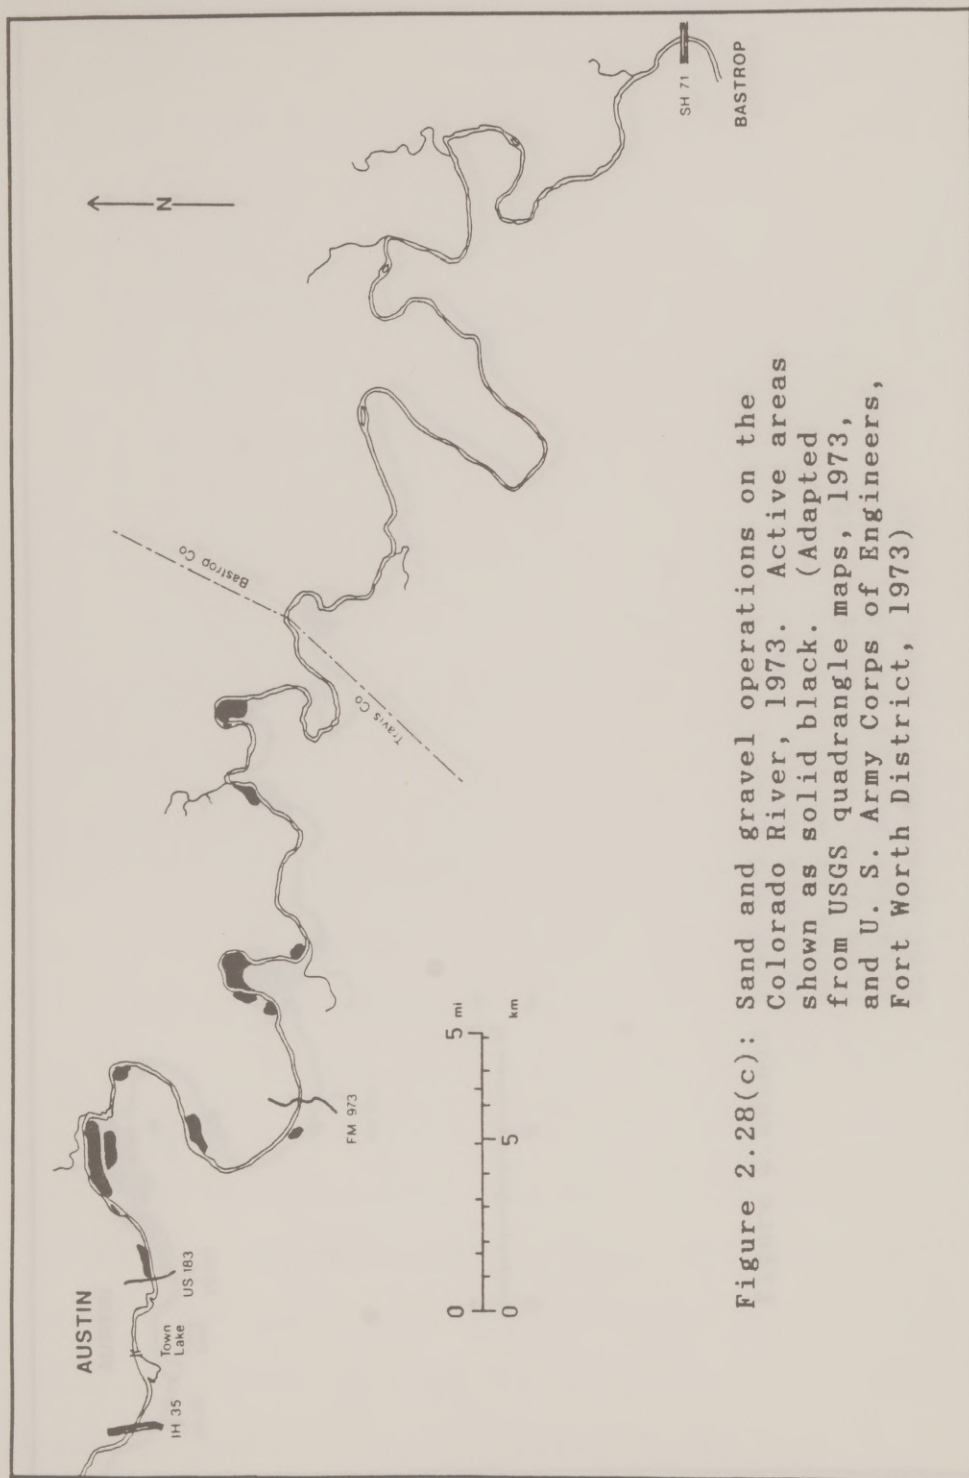 AUSTIN
IH 35
Town
Lake
US 183
FM 973
Travis Co
Bastrop Co
N
SH 71
BASTROP
0 5 mi
0 5 km
Figure 2.28(c): Sand and gravel operations on the
Colorado River, 1973. Active areas
shown as solid black. (Adapted
from USGS quadrangle maps, 1973,
and U. S. Army Corps of Engineers,
Fort Worth District, 1973)